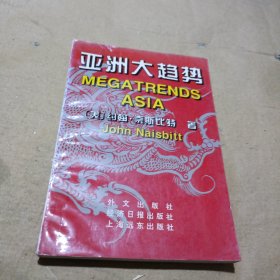 亚洲大趋势
MEGATRENDS
ASIA
[美]约翰·奈斯比特 著
John Naisbitt
外文出版社
经济日报出版社
上海远东出版社